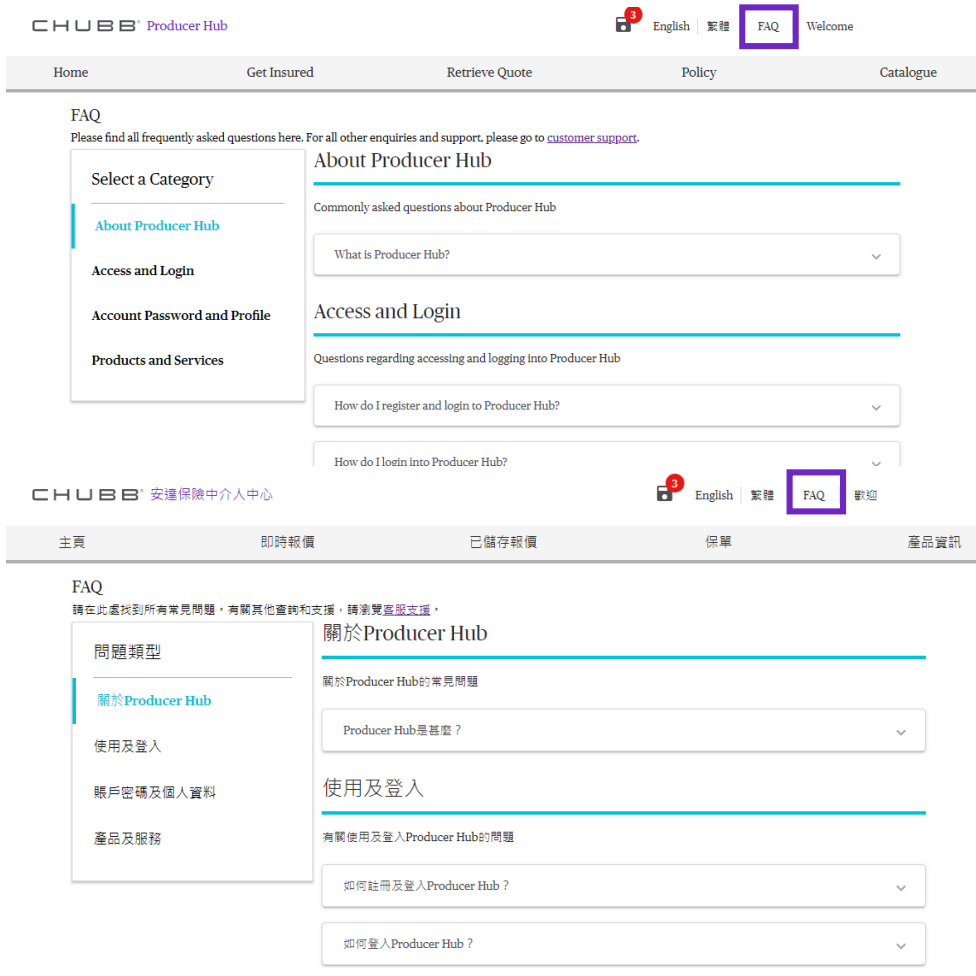 CHUBB® Producer Hub
3 English 繁體 FAQ Welcome
Home Get Insured Retrieve Quote Policy Catalogue
FAQ
Please find all frequently asked questions here. For all other enquiries and support, please go to customer support.
Select a Category
About Producer Hub
Access and Login
Account Password and Profile
Products and Services
About Producer Hub
Commonly asked questions about Producer Hub
What is Producer Hub?
Access and Login
Questions regarding accessing and logging into Producer Hub
How do I register and login to Producer Hub?
How do I login into Producer Hub?
CHUBB® 安達保險中介人中心
3 English 繁體 FAQ 歡迎
主頁 即時報價 已儲存報價 保單 產品資訊
FAQ
請在此處找到所有常見問題，有關其他查詢和支援，請瀏覽客服支援。
問題類型
關於Producer Hub
使用及登入
賬戶密碼及個人資料
產品及服務
關於Producer Hub
關於Producer Hub的常見問題
Producer Hub是甚麼？
使用及登入
有關使用及登入Producer Hub的問題
如何註冊及登入Producer Hub？
如何登入Producer Hub？